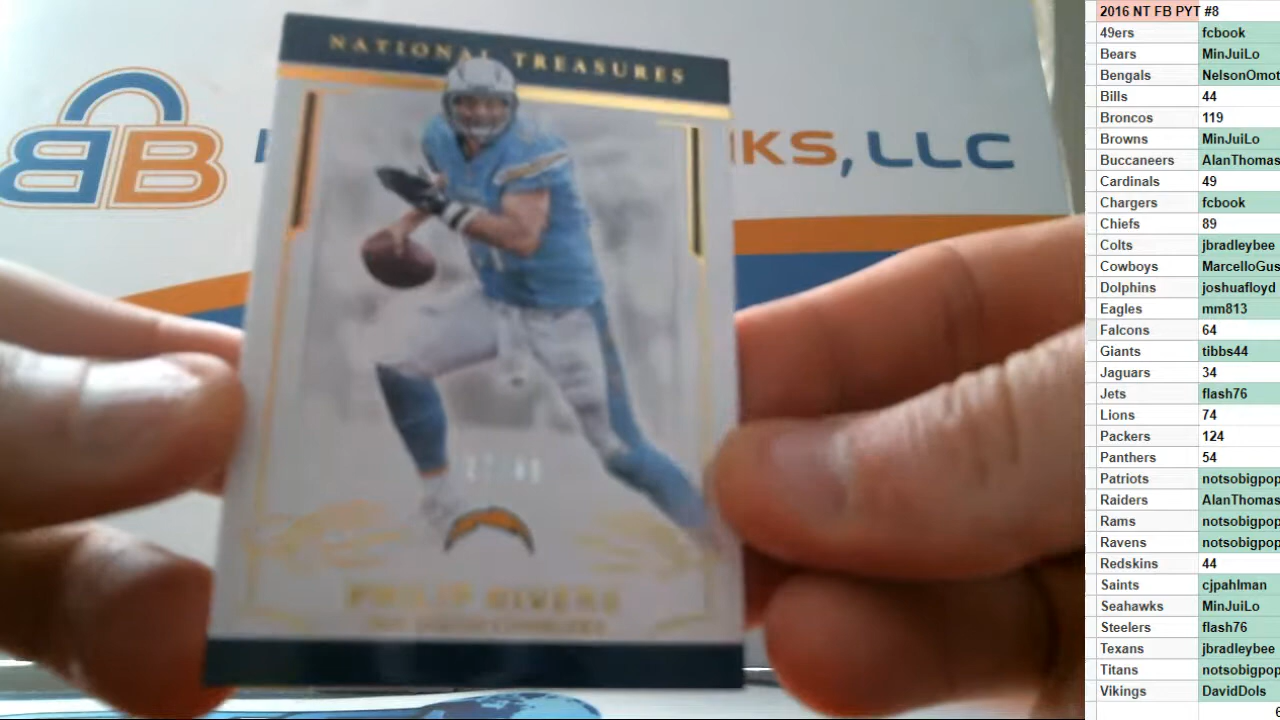 NATIONAL TREASURES
BB
KS, LLC
PHILIP RIVERS
2016 NT FB PYT #8
49ers fcbook
Bears MinJuiLo
Bengals NelsonOmot
Bills 44
Broncos 119
Browns MinJuiLo
Buccaneers AlanThomas
Cardinals 49
Chargers fcbook
Chiefs 89
Colts jbradleybee
Cowboys MarcelloGus
Dolphins joshuafloyd
Eagles mm813
Falcons 64
Giants tibbs44
Jaguars 34
Jets flash76
Lions 74
Packers 124
Panthers 54
Patriots notsobigpop
Raiders AlanThomas
Rams notsobigpop
Ravens notsobigpop
Redskins 44
Saints cjpahlman
Seahawks MinJuiLo
Steelers flash76
Texans jbradleybee
Titans notsobigpop
Vikings DavidDols